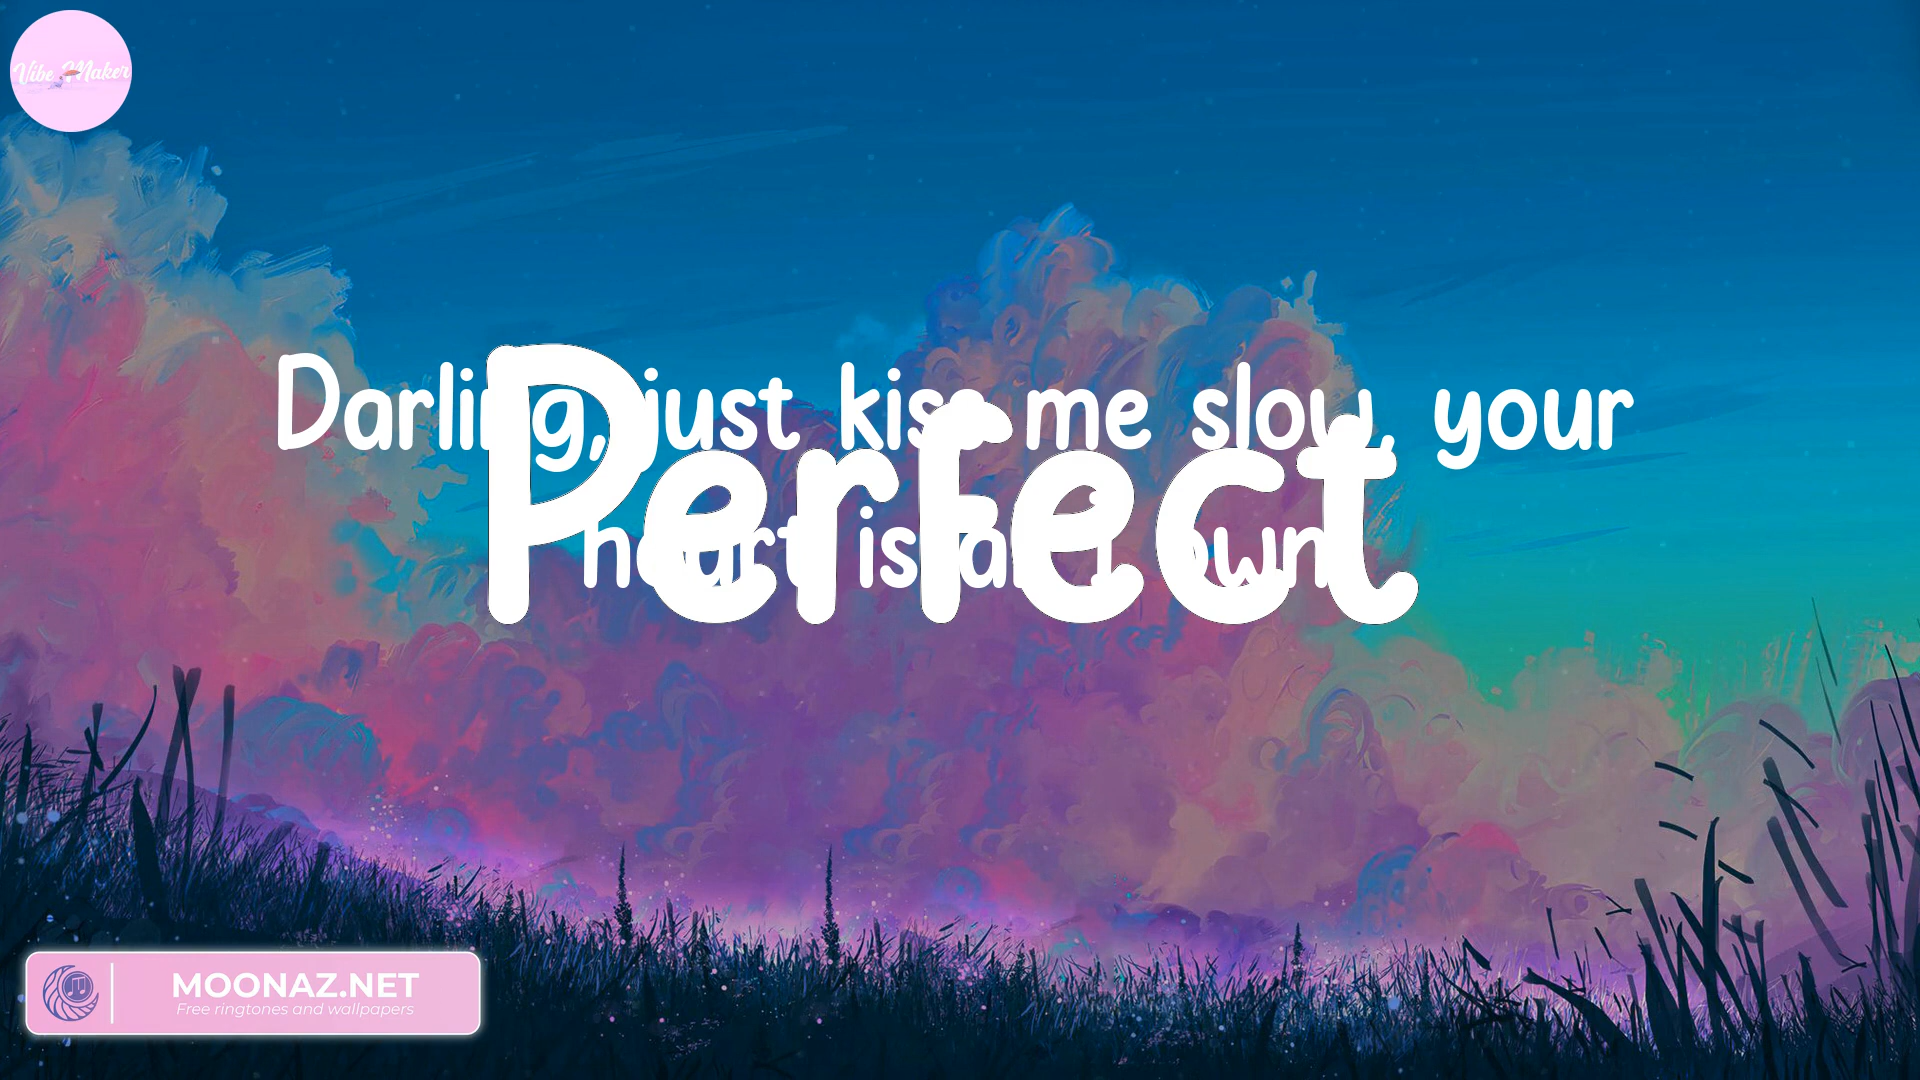 Vibe Maker
Darling, just kiss me slow, your
Perfect
heart is all I own
MOONAZ.NET
Free ringtones and wallpapers